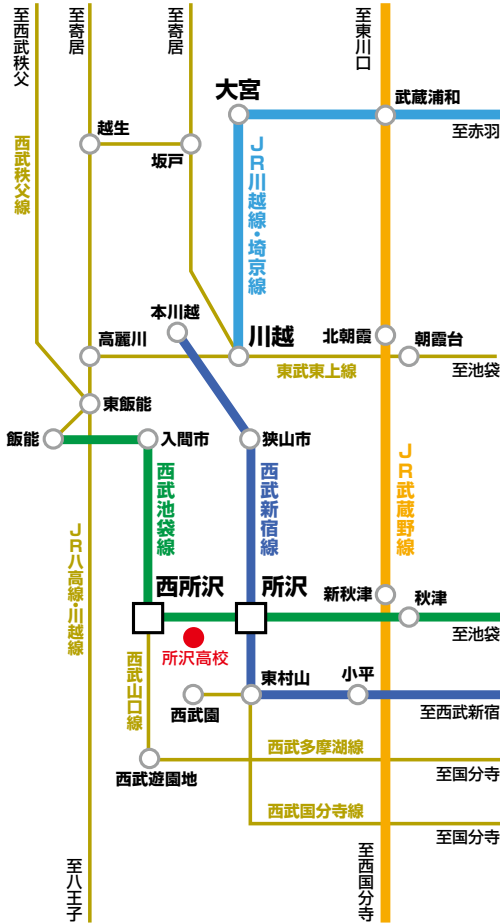 至西武秩父
至寄居
至寄居
至東川口
大宮
武蔵浦和
至赤羽
越生
坂戸
西武秩父線
JR川越線・埼京線
本川越
川越
北朝霞
朝霞台
高麗川
東武東上線
至池袋
東飯能
飯能
入間市
狭山市
西武池袋線
西武新宿線
JR武蔵野線
JR八高線・川越線
西所沢
所沢
新秋津
秋津
至池袋
所沢高校
西武山口線
東村山
小平
西武園
至西武新宿
西武多摩湖線
西武遊園地
至国分寺
西武国分寺線
至国分寺
至八王子
至西国分寺